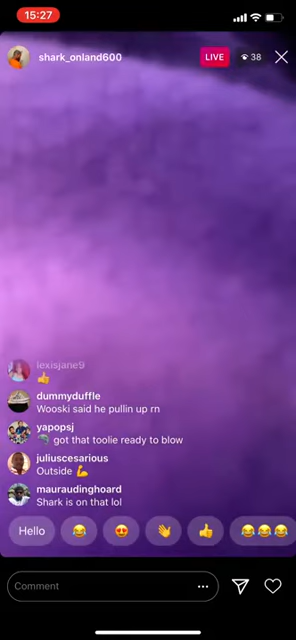 15:27
shark_onland600
LIVE
38
lexisjane9
👍
dummyduffle
Wooski said he pullin up rn
yapopsj
🦈 got that toolie ready to blow
juliuscesarious
Outside 💪
mauraudinghoard
Shark is on that lol
Hello 😂 😍 👋 👍 😂😂😂
Comment